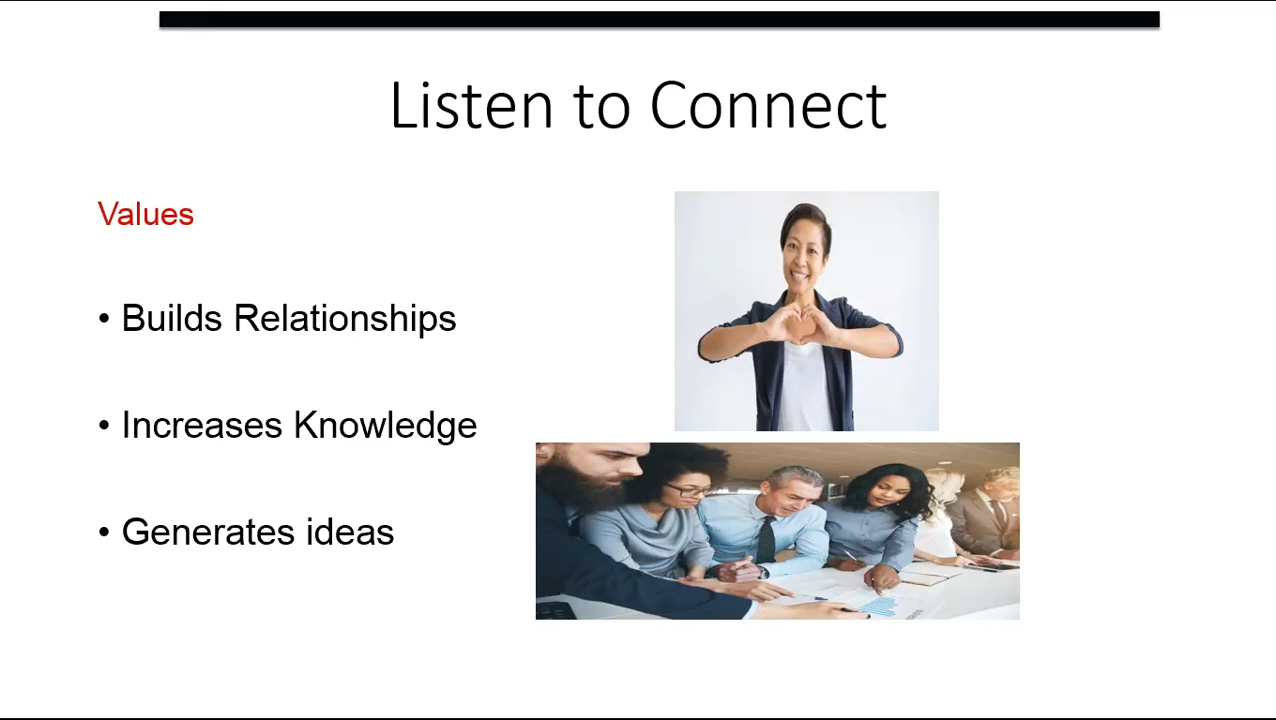 Listen to Connect
Values
• Builds Relationships
• Increases Knowledge
• Generates ideas